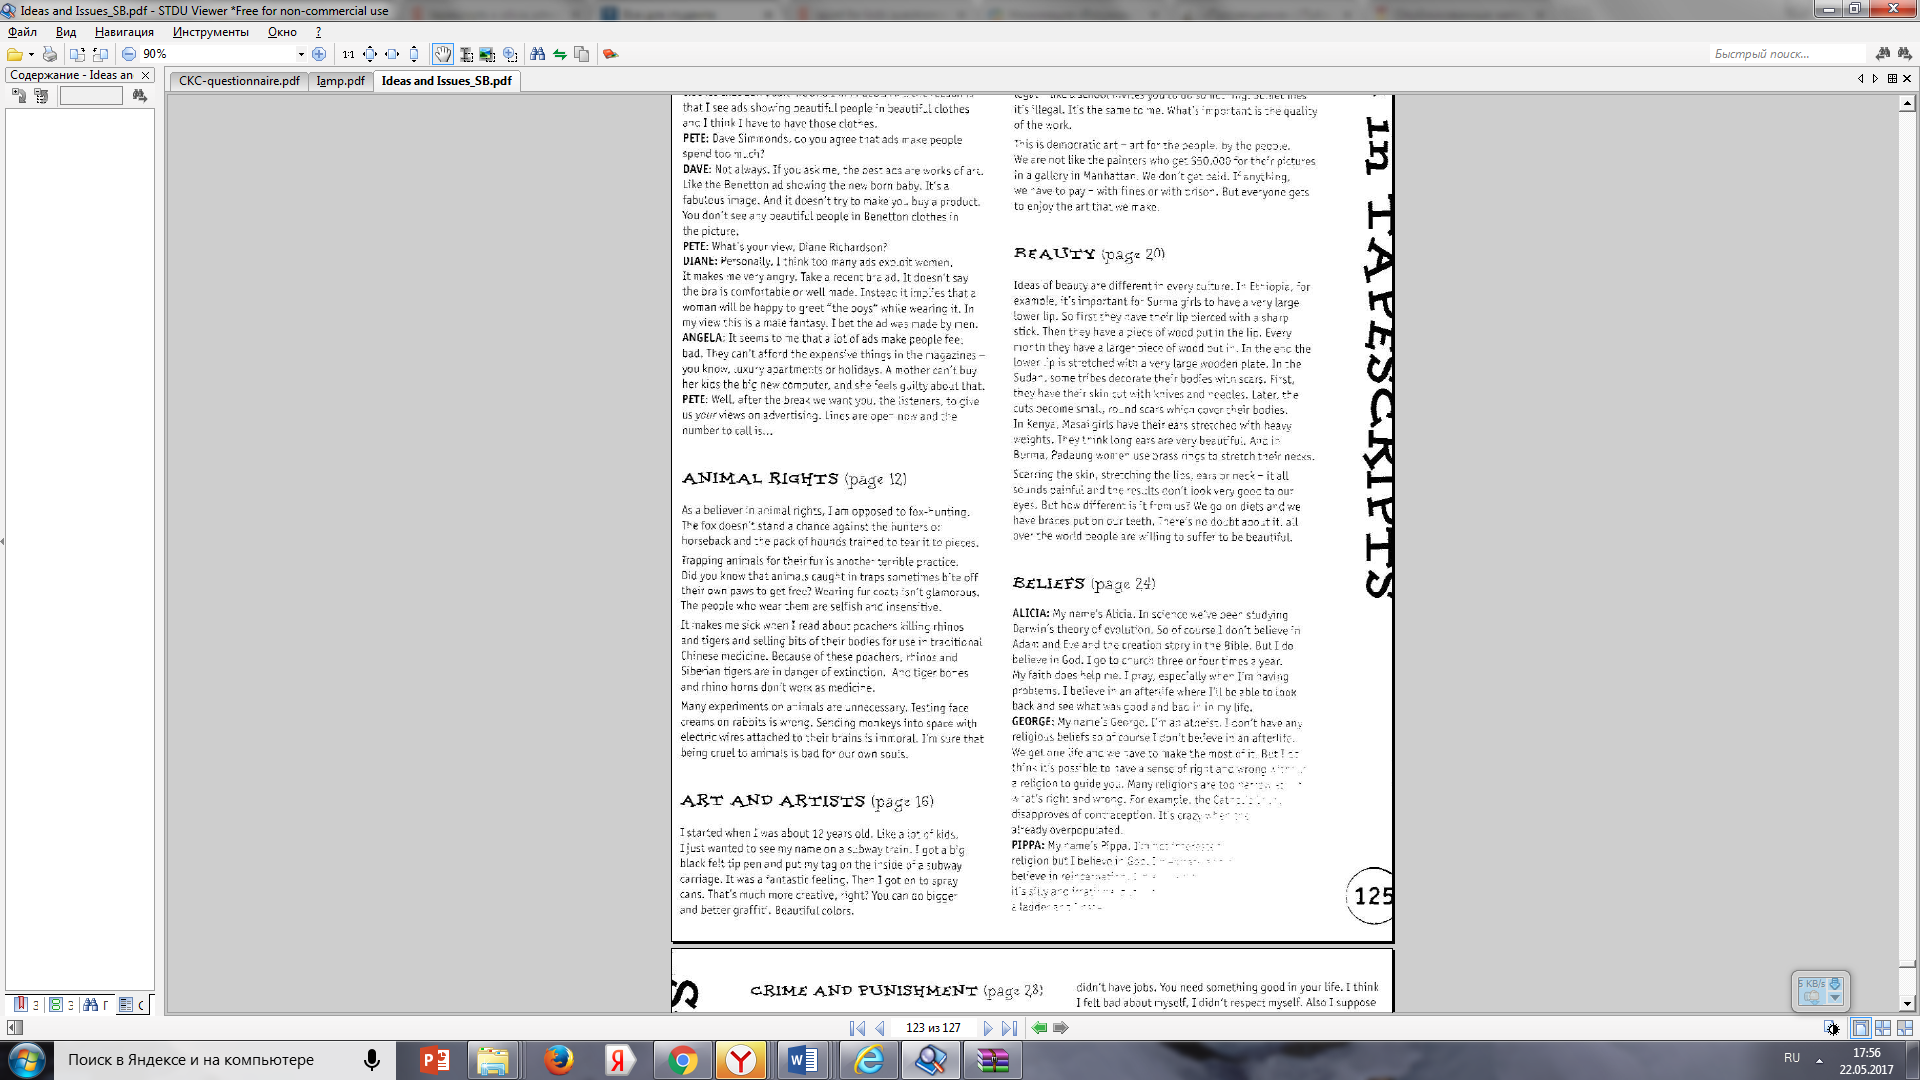 Ideas and Issues_SB.pdf - STDU Viewer *Free for non-commercial use
Файл Вид Навигация Инструменты Окно ?
90%
1:1
Быстрый поиск...
Содержание - Ideas an
CKC-questionnaire.pdf Iamp.pdf Ideas and Issues_SB.pdf
that I see ads showing beautiful people in beautiful clothes
and I think I have to have those clothes.
PETE: Dave Simmonds, do you agree that ads make people
spend too much?
DAVE: Not always. If you ask me, the best ads are works of art.
Like the Benetton ad showing the new born baby. It's a
fabulous image. And it doesn't try to make you buy a product.
You don't see any beautiful people in Benetton clothes in
the picture.
PETE: What's your view, Diane Richardson?
DIANE: Personally, I think too many ads exploit women.
It makes me very angry. Take a recent bra ad. It doesn't say
the bra is comfortable or well made. Instead it implies that a
woman will be happy to greet "the boys" while wearing it. In
my view this is a male fantasy. I bet the ad was made by men.
ANGELA: It seems to me that a lot of ads make people feel
bad. They can't afford the expensive things in the magazines –
you know, luxury apartments or holidays. A mother can't buy
her kids the big new computer, and she feels guilty about that.
PETE: Well, after the break we want you, the listeners, to give
us your views on advertising. Lines are open now and the
number to call is...
ANIMAL RIGHTS (page 12)
As a believer in animal rights, I am opposed to fox-hunting.
The fox doesn't stand a chance against the hunters on
horseback and the pack of hounds trained to tear it to pieces.
Trapping animals for their fur is another terrible practice.
Did you know that animals caught in traps sometimes bite off
their own paws to get free? Wearing fur coats isn't glamorous.
The people who wear them are selfish and insensitive.
It makes me sick when I read about poachers killing rhinos
and tigers and selling bits of their bodies for use in traditional
Chinese medicine. Because of these poachers, rhinos and
Siberian tigers are in danger of extinction. And tiger bones
and rhino horns don't work as medicine.
Many experiments on animals are unnecessary. Testing face
creams on rabbits is wrong. Sending monkeys into space with
electric wires attached to their brains is immoral. I'm sure that
being cruel to animals is bad for our own souls.
ART AND ARTISTS (page 16)
I started when I was about 12 years old. Like a lot of kids,
I just wanted to see my name on a subway train. I got a big
black felt tip pen and put my tag on the inside of a subway
carriage. It was a fantastic feeling. Then I got on to spray
cans. That's much more creative, right? You can do bigger
and better graffiti. Beautiful colors.
it's illegal. It's the same to me. What's important is the quality
of the work.
This is democratic art – art for the people, by the people.
We are not like the painters who get $50,000 for their pictures
in a gallery in Manhattan. We don't get paid. If anything,
we have to pay – with fines or with prison. But everyone gets
to enjoy the art that we make.
BEAUTY (page 20)
Ideas of beauty are different in every culture. In Ethiopia, for
example, it's important for Surma girls to have a very large
lower lip. So first they have their lip pierced with a sharp
stick. Then they have a piece of wood put in the lip. Every
month they have a larger piece of wood put in. In the end the
lower lip is stretched with a very large wooden plate. In the
Sudan, some tribes decorate their bodies with scars. First,
they have their skin cut with knives and needles. Later, the
cuts become small, round scars which cover their bodies.
In Kenya, Masai girls have their ears stretched with heavy
weights. They think long ears are very beautiful. And in
Burma, Padaung women use brass rings to stretch their necks.
Scarring the skin, stretching the lips, ears or neck – it all
sounds painful and the results don't look very good to our
eyes. But how different is it from us? We go on diets and we
have braces put on our teeth. There's no doubt about it, all
over the world people are willing to suffer to be beautiful.
BELIEFS (page 24)
ALICIA: My name's Alicia. In science we've been studying
Darwin's theory of evolution. So of course I don't believe in
Adam and Eve and the creation story in the Bible. But I do
believe in God. I go to church three or four times a year.
My faith does help me. I pray, especially when I'm having
problems. I believe in an afterlife where I'll be able to look
back and see what was good and bad in my life.
GEORGE: My name's George. I'm an atheist. I don't have any
religious beliefs so of course I don't believe in an afterlife.
We get one life and we have to make the most of it. But I do
think it's possible to have a sense of right and wrong
a religion to guide you. Many religions are too
what's right and wrong. For example, the
disapproves of contraception. It's crazy when
already overpopulated.
PIPPA: My name's Pippa. I'm not
religion but I believe in God.
believe in reincarnation.
it's silly and
a ladder and
in TAPESCRIPTS
125
CRIME AND PUNISHMENT (page 28)
didn't have jobs. You need something good in your life. I think
I felt bad about myself, I didn't respect myself. Also I suppose
5 KB/s
123 из 127
Поиск в Яндексе и на компьютере
RU
17:56
22.05.2017